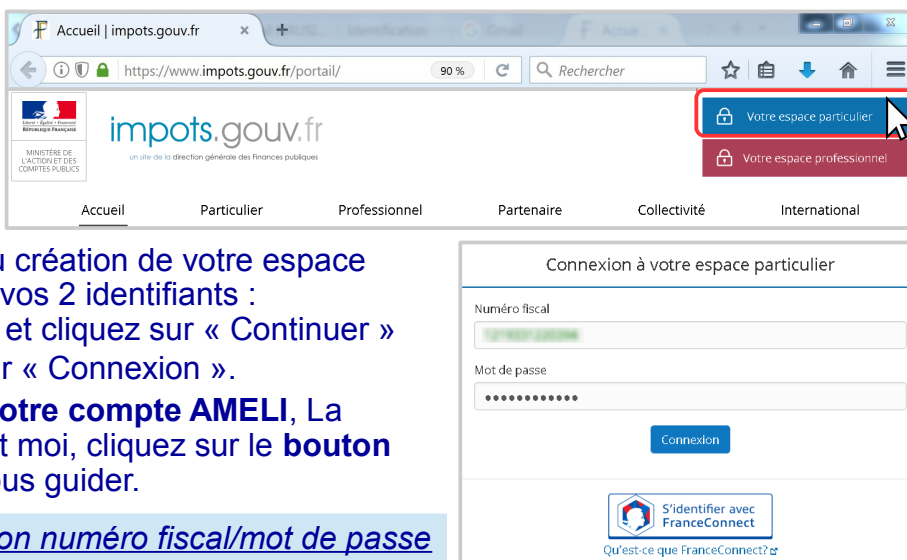 Accueil | impots.gouv.fr
https://www.impots.gouv.fr/portail/
90 %
Rechercher
Liberté • Égalité • Fraternité
RÉPUBLIQUE FRANÇAISE
MINISTÈRE DE
L'ACTION ET DES
COMPTES PUBLICS
impots.gouv.fr
un site de la direction générale des Finances publiques
Votre espace particulier
Votre espace professionnel
Accueil Particulier Professionnel Partenaire Collectivité International
création de votre espace
vos 2 identifiants :
et cliquez sur « Continuer »
r « Connexion ».
otre compte AMELI, La
t moi, cliquez sur le bouton
us guider.
on numéro fiscal/mot de passe
Connexion à votre espace particulier
Numéro fiscal
Mot de passe
Connexion
S'identifier avec
FranceConnect
Qu'est-ce que FranceConnect?